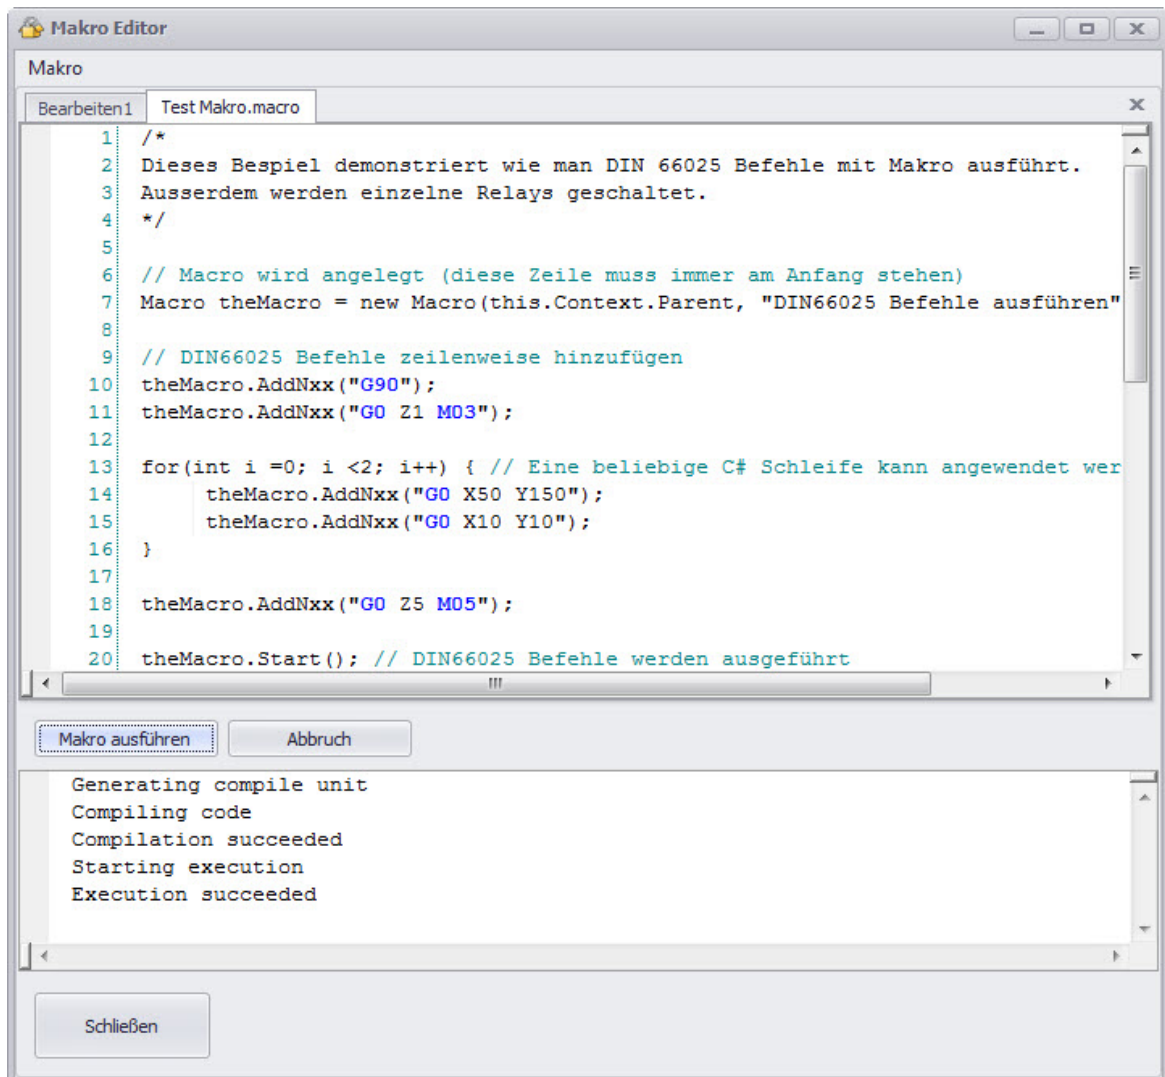 Makro Editor
Makro
Bearbeiten1 Test Makro.macro
1 /*
2 Dieses Bespiel demonstriert wie man DIN 66025 Befehle mit Makro ausführt.
3 Ausserdem werden einzelne Relays geschaltet.
4 */
5
6 // Macro wird angelegt (diese Zeile muss immer am Anfang stehen)
7 Macro theMacro = new Macro(this.Context.Parent, "DIN66025 Befehle ausführen"
8
9 // DIN66025 Befehle zeilenweise hinzufügen
10 theMacro.AddNxx("G90");
11 theMacro.AddNxx("G0 Z1 M03");
12
13 for(int i =0; i <2; i++) { // Eine beliebige C# Schleife kann angewendet wer
14 theMacro.AddNxx("G0 X50 Y150");
15 theMacro.AddNxx("G0 X10 Y10");
16 }
17
18 theMacro.AddNxx("G0 Z5 M05");
19
20 theMacro.Start(); // DIN66025 Befehle werden ausgeführt
Makro ausführen Abbruch
Generating compile unit
Compiling code
Compilation succeeded
Starting execution
Execution succeeded
Schließen